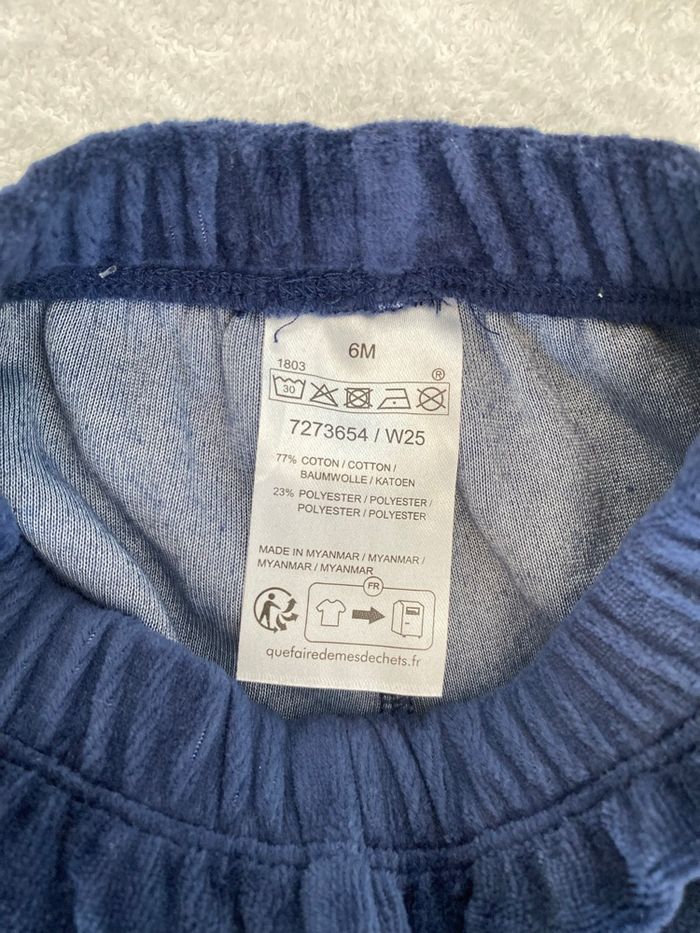 6M
1803
®
30
7273654 / W25
77% COTON / COTTON /
BAUMWOLLE / KATOEN
23% POLYESTER / POLYESTER /
POLYESTER / POLYESTER
MADE IN MYANMAR / MYANMAR /
MYANMAR / MYANMAR
FR
quefairedemesdechets.fr